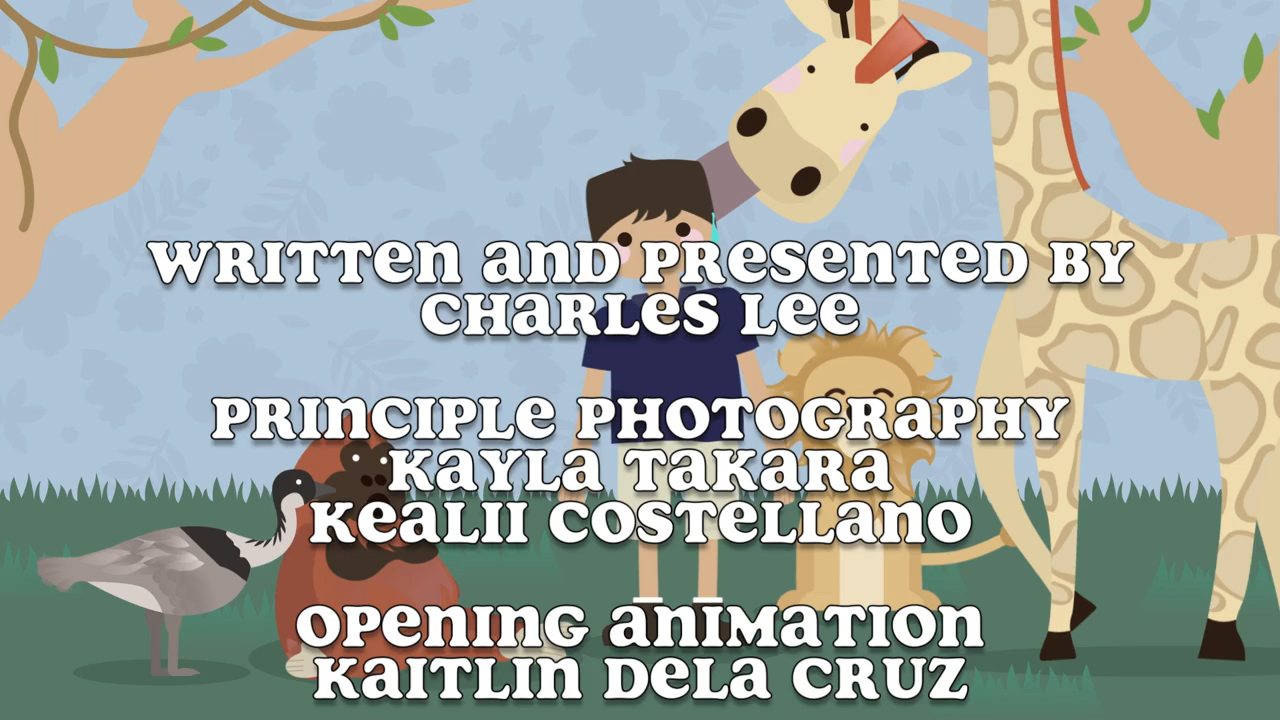 WRITTen anD PResenTeD BY
CHaRLes Lee
PRInCIPLe PHOTOGRaPHY
KaYLa TaKaRa
KeaLII COSTeLLanO
OPenInG anIMaTIOn
KaITLIn DeLa CRUZ